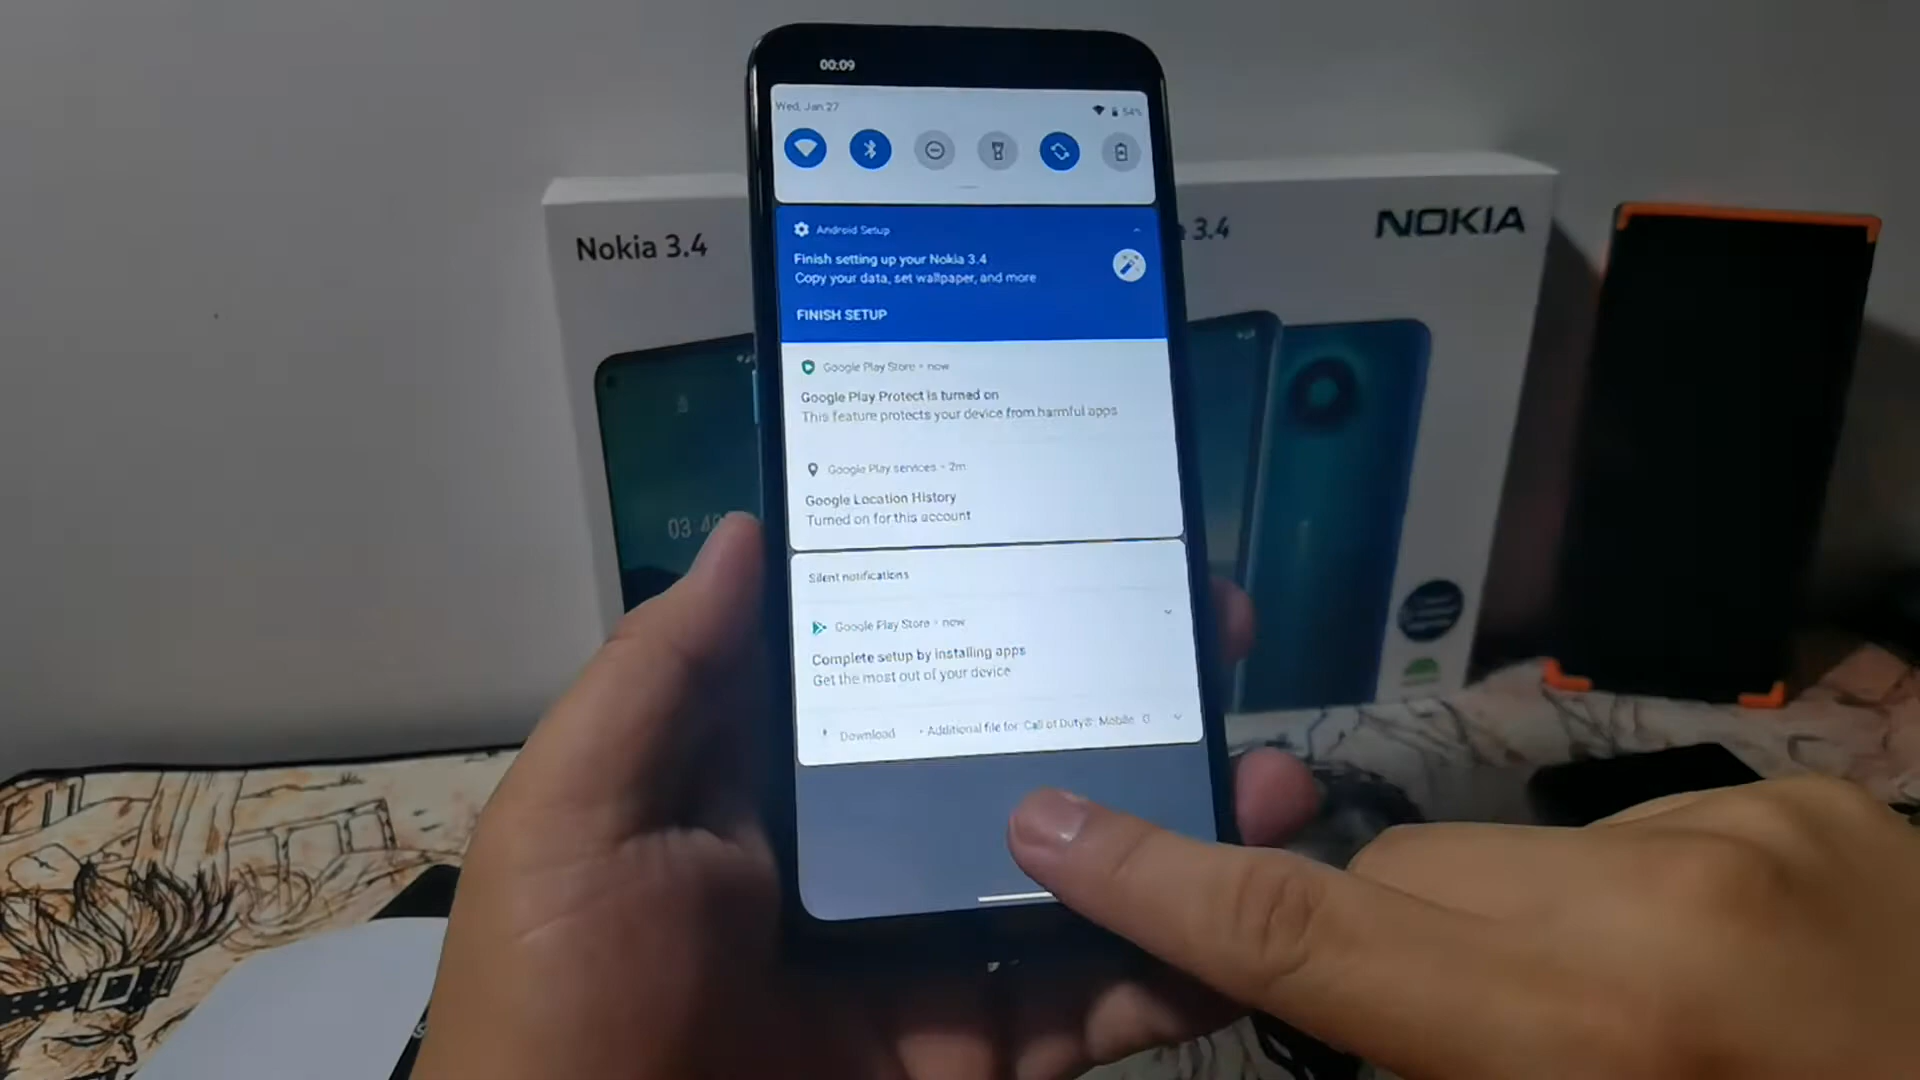 00:09
Wed, Jan 27
54%
Nokia 3.4
3.4
NOKIA
Android Setup
Finish setting up your Nokia 3.4
Copy your data, set wallpaper, and more
FINISH SETUP
Google Play Store • now
Google Play Protect is turned on
This feature protects your device from harmful apps
Google Play services • 2m
Google Location History
Turned on for this account
Silent notifications
Google Play Store • now
Complete setup by installing apps
Get the most out of your device
Download • Additional file for 'Call of Duty®: Mobile